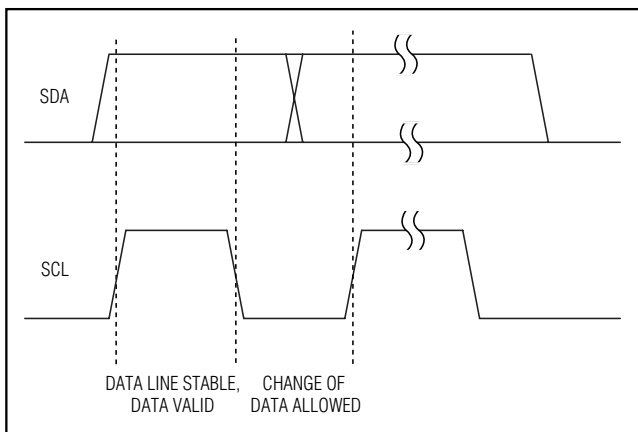 SDA
SCL
DATA LINE STABLE,
DATA VALID
CHANGE OF
DATA ALLOWED